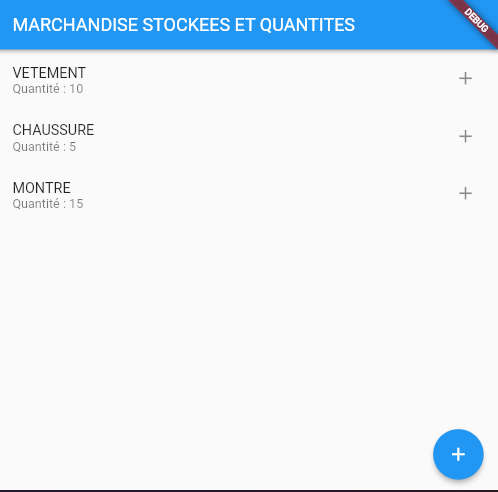 MARCHANDISE STOCKEES ET QUANTITES
DEBUG
VETEMENT
Quantité : 10
CHAUSSURE
Quantité : 5
MONTRE
Quantité : 15